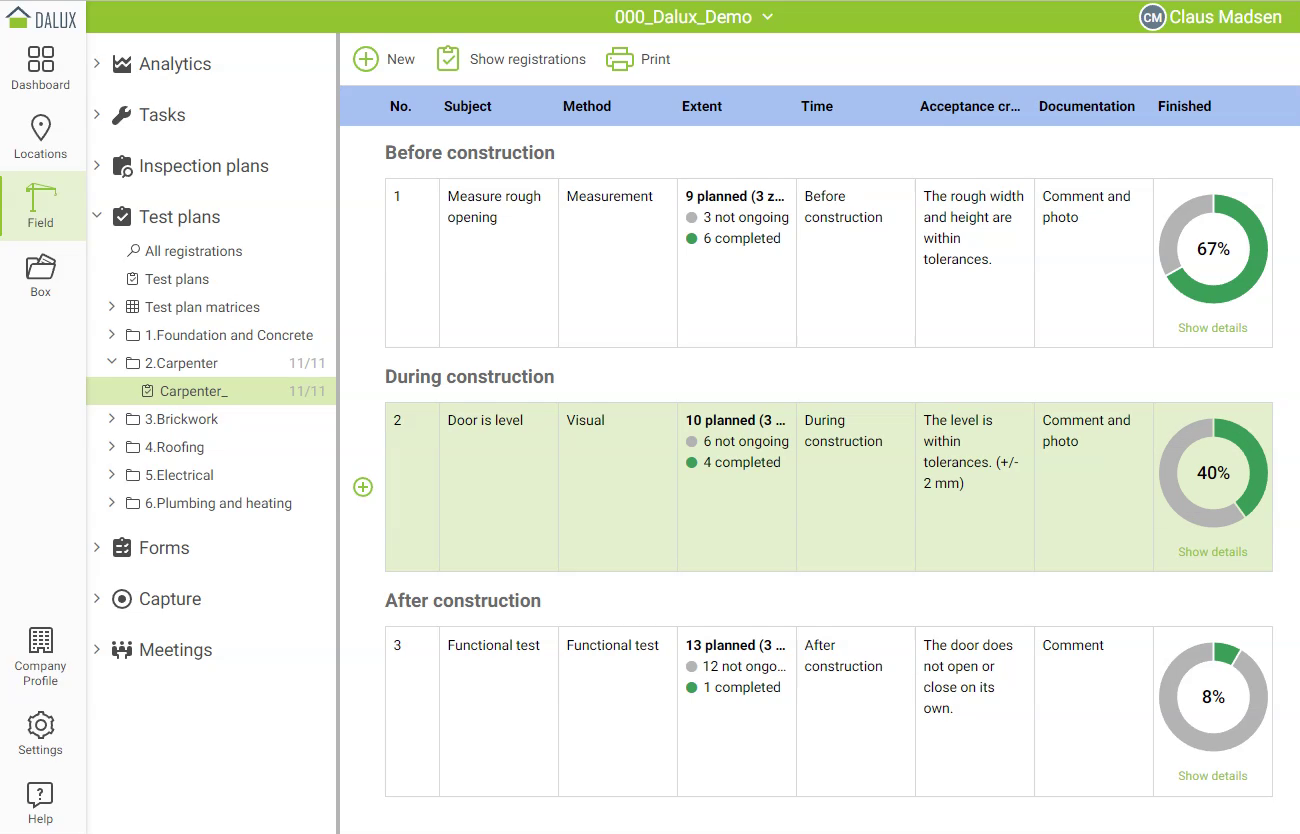 DALUX
000_Dalux_Demo
CM Claus Madsen
Dashboard
Locations
Field
Box
Company
Profile
Settings
Help
Analytics
Tasks
Inspection plans
Test plans
All registrations
Test plans
Test plan matrices
1.Foundation and Concrete
2.Carpenter 11/11
Carpenter_ 11/11
3.Brickwork
4.Roofing
5.Electrical
6.Plumbing and heating
Forms
Capture
Meetings
New Show registrations Print
No. Subject Method Extent Time Acceptance cr... Documentation Finished
Before construction
1
Measure rough
opening
Measurement
9 planned (3 z...
3 not ongoing
6 completed
Before
construction
The rough width
and height are
within
tolerances.
Comment and
photo
67%
Show details
During construction
2
Door is level
Visual
10 planned (3 ...
6 not ongoing
4 completed
During
construction
The level is
within
tolerances. (+/-
2 mm)
Comment and
photo
40%
Show details
After construction
3
Functional test
Functional test
13 planned (3 ...
12 not ongo...
1 completed
After
construction
The door does
not open or
close on its
own.
Comment
8%
Show details